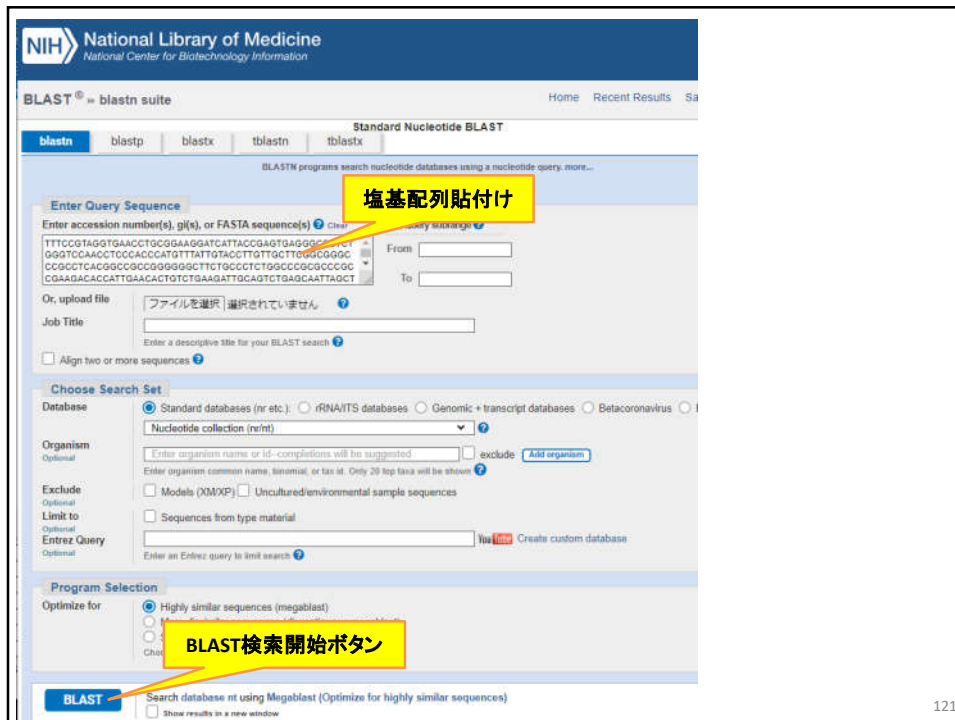 NIH National Library of Medicine
National Center for Biotechnology Information
BLAST ® » blastn suite Home Recent Results Sa
Standard Nucleotide BLAST
blastn blastp blastx tblastn tblastx
BLASTN programs search nucleotide databases using a nucleotide query. more...
塩基配列貼付け
Enter Query Sequence
Enter accession number(s), gi(s), or FASTA sequence(s) Clear subrange
TTTCCGTAGGTGAACCTGCGGAAGGATCATTACCGAGTGAGGG
GGGTCCAACCTCCCACCCATGTTTATTGTACCTTGTTGCTTCGGCGGGC
CCGCCTCACGGCCGCCGGGGGGCTTCTGCCCTCTGGCCCGCGCCCGC
CGAAGACACCATTGAACACTGTCTGAAGATTGCAGTCTGAGCAATTAGCT
From
To
Or, upload file ファイルを選択 選択されていません
Job Title
Enter a descriptive title for your BLAST search
Align two or more sequences
Choose Search Set
Database Standard databases (nr etc.): rRNA/ITS databases Genomic + transcript databases Betacoronavirus
Nucleotide collection (nr/nt)
Organism Enter organism name or id--completions will be suggested exclude Add organism
Optional
Enter organism common name, binomial, or tax id. Only 20 top taxa will be shown
Exclude Models (XM/XP) Uncultured/environmental sample sequences
Optional
Limit to Sequences from type material
Optional
Entrez Query YouTube Create custom database
Optional
Enter an Entrez query to limit search
Program Selection
Optimize for Highly similar sequences (megablast)
BLAST検索開始ボタン
BLAST Search database nt using Megablast (Optimize for highly similar sequences)
Show results in a new window
121